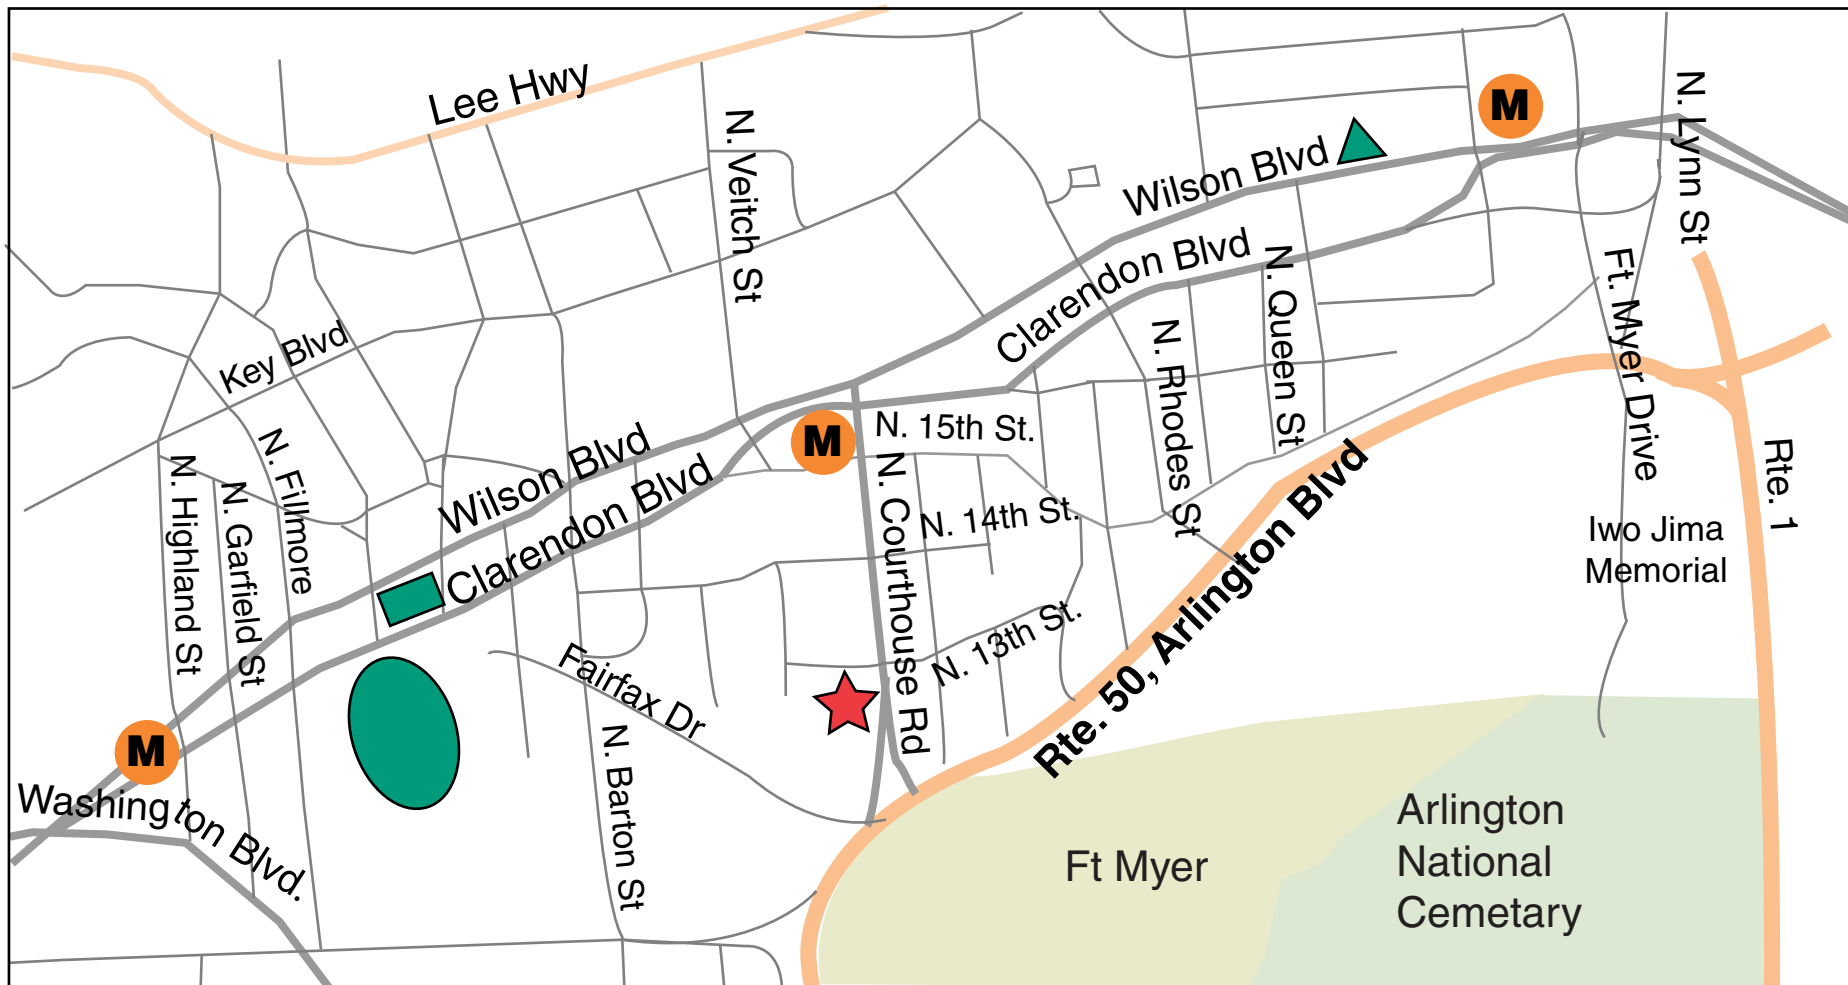 Lee Hwy
N. Veitch St
Wilson Blvd
M
N. Lynn St
Clarendon Blvd
N. Queen St
Ft. Myer Drive
Key Blvd
N. Rhodes St
N. Fillmore
Wilson Blvd
M
N. 15th St.
Rte. 1
N. Highland St
N. Garfield St
Clarendon Blvd
N. Courthouse Rd
N. 14th St.
Rte. 50, Arlington Blvd
Iwo Jima
Memorial
N. 13th St.
Fairfax Dr
M
N. Barton St
Washington Blvd.
Ft Myer
Arlington
National
Cemetary